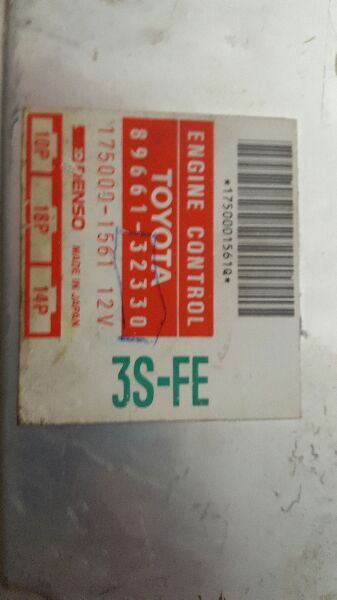 *1750001561Q*
ENGINE CONTROL
TOYOTA
89661-32330
175000-1561 12V
DENSO MADE IN JAPAN
10P 18P 14P
3S-FE